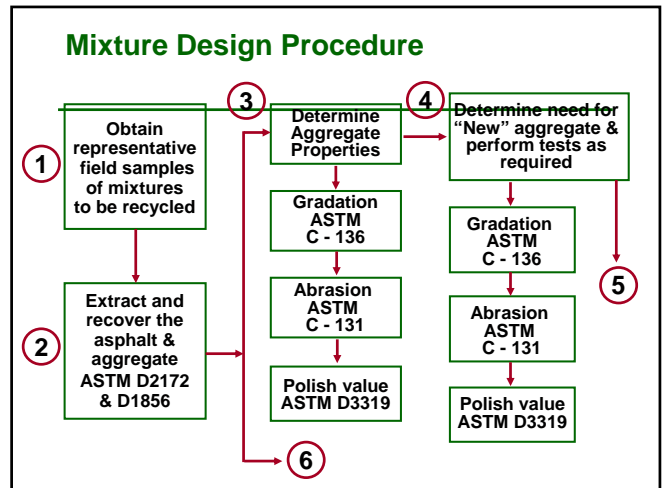 Mixture Design Procedure
1
Obtain
representative
field samples
of mixtures
to be recycled
2
Extract and
recover the
asphalt &
aggregate
ASTM D2172
& D1856
3
Determine
Aggregate
Properties
Gradation
ASTM
C - 136
Abrasion
ASTM
C - 131
Polish value
ASTM D3319
4
Determine need for
“New” aggregate &
perform tests as
required
Gradation
ASTM
C - 136
Abrasion
ASTM
C - 131
Polish value
ASTM D3319
5
6